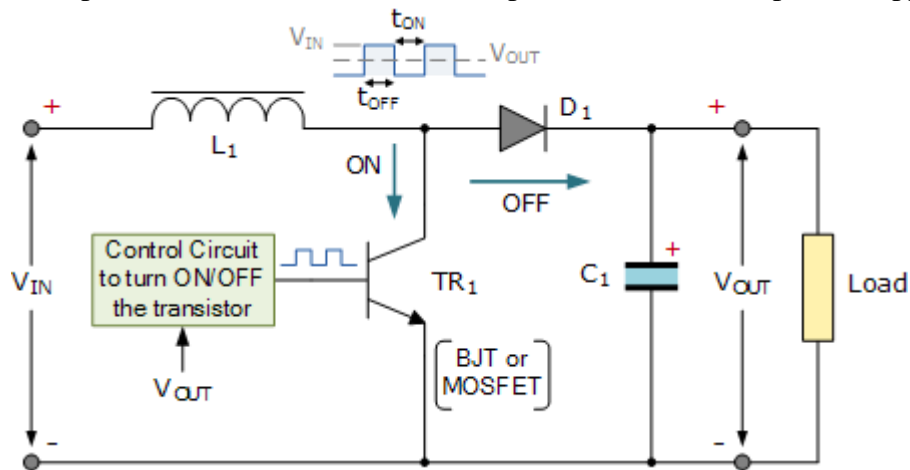 tON
VIN
VOUT
tOFF
+
L1
D1
+
ON
OFF
Control Circuit
to turn ON/OFF
the transistor
VIN
TR1
C1
+
VOUT
Load
BJT or
MOSFET
VOUT
-
-